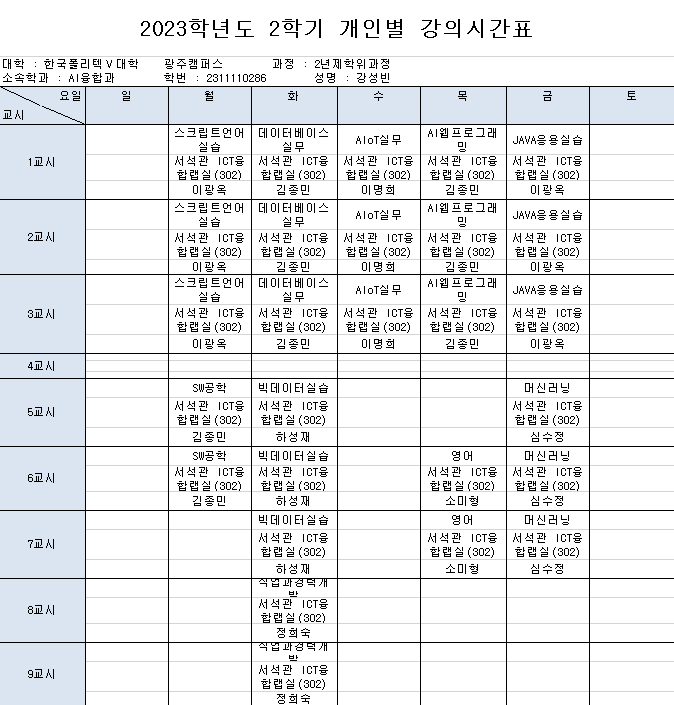 2023학년도 2학기 개인별 강의시간표
대학 : 한국폴리텍Ⅴ대학 광주캠퍼스 과정 : 2년제학위과정
소속학과 : AI융합과 학번 : 2311110286 성명 : 강성빈
요일 일 월 화 수 목 금 토
교시
스크립트언어 데이터베이스 AIoT실무 AI웹프로그래 JAVA응용실습
실습 실무 밍
1교시 서석관 ICT융 서석관 ICT융 서석관 ICT융 서석관 ICT융 서석관 ICT융
합랩실(302) 합랩실(302) 합랩실(302) 합랩실(302) 합랩실(302)
이광옥 김종민 이명희 김종민 이광옥
스크립트언어 데이터베이스 AIoT실무 AI웹프로그래 JAVA응용실습
실습 실무 밍
2교시 서석관 ICT융 서석관 ICT융 서석관 ICT융 서석관 ICT융 서석관 ICT융
합랩실(302) 합랩실(302) 합랩실(302) 합랩실(302) 합랩실(302)
이광옥 김종민 이명희 김종민 이광옥
스크립트언어 데이터베이스 AIoT실무 AI웹프로그래 JAVA응용실습
실습 실무 밍
3교시 서석관 ICT융 서석관 ICT융 서석관 ICT융 서석관 ICT융 서석관 ICT융
합랩실(302) 합랩실(302) 합랩실(302) 합랩실(302) 합랩실(302)
이광옥 김종민 이명희 김종민 이광옥
4교시
SW공학 빅데이터실습 머신러닝
5교시 서석관 ICT융 서석관 ICT융 서석관 ICT융
합랩실(302) 합랩실(302) 합랩실(302)
김종민 하성재 심수정
SW공학 빅데이터실습 영어 머신러닝
6교시 서석관 ICT융 서석관 ICT융 서석관 ICT융 서석관 ICT융
합랩실(302) 합랩실(302) 합랩실(302) 합랩실(302)
김종민 하성재 소미형 심수정
빅데이터실습 영어 머신러닝
7교시 서석관 ICT융 서석관 ICT융 서석관 ICT융
합랩실(302) 합랩실(302) 합랩실(302)
하성재 소미형 심수정
직업과경력개
발
8교시 서석관 ICT융
합랩실(302)
정희숙
직업과경력개
발
9교시 서석관 ICT융
합랩실(302)
정희숙